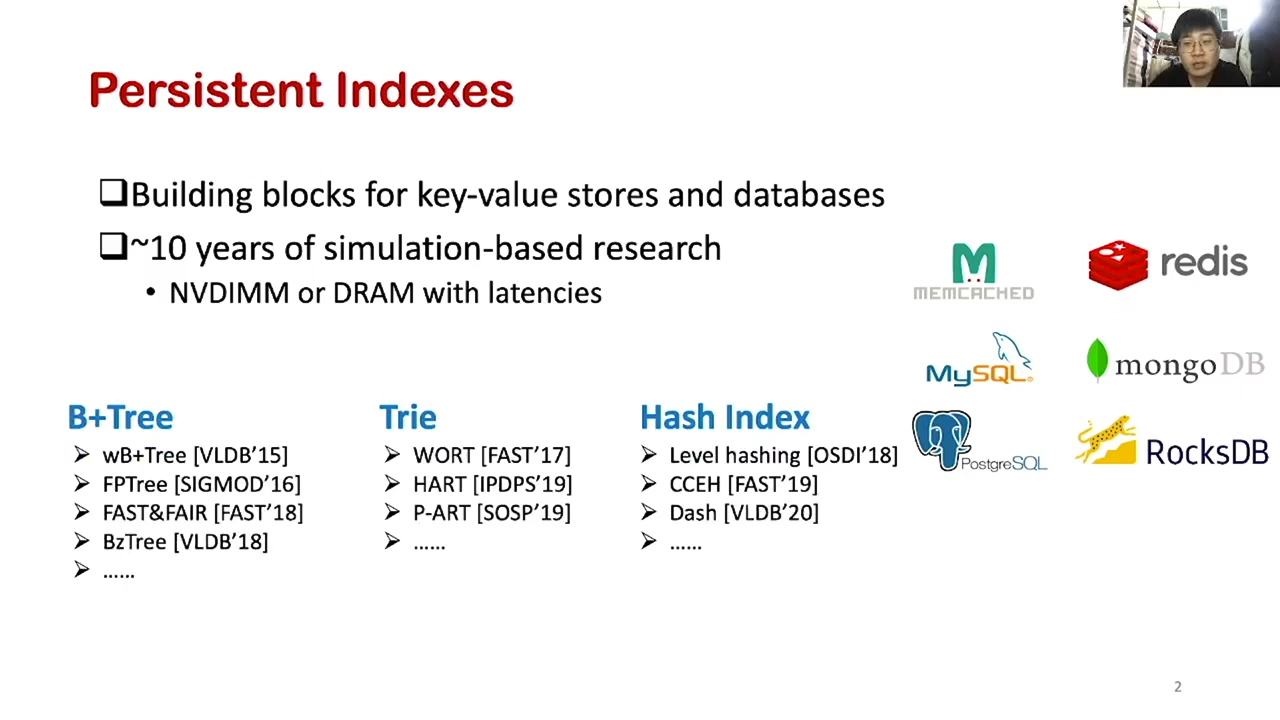 Persistent Indexes
❑Building blocks for key-value stores and databases
❑~10 years of simulation-based research
• NVDIMM or DRAM with latencies
MEMCACHED
redis
MySQL®
mongoDB
PostgreSQL
RocksDB
B+Tree
➢ wB+Tree [VLDB’15]
➢ FPTree [SIGMOD’16]
➢ FAST&FAIR [FAST’18]
➢ BzTree [VLDB’18]
➢ ……
Trie
➢ WORT [FAST’17]
➢ HART [IPDPS’19]
➢ P-ART [SOSP’19]
➢ ……
Hash Index
➢ Level hashing [OSDI’18]
➢ CCEH [FAST’19]
➢ Dash [VLDB’20]
➢ ……
2